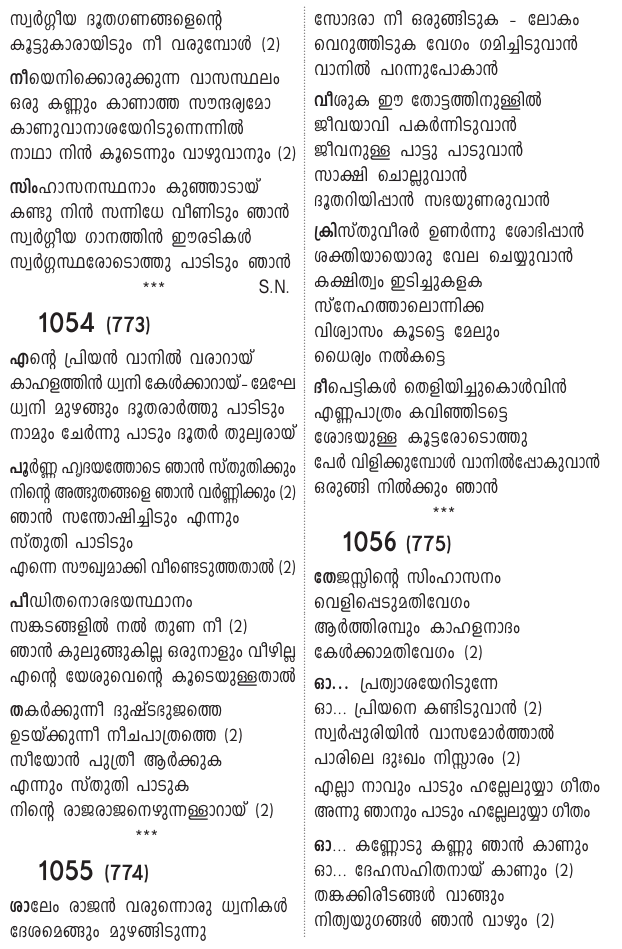 സ്വർഗ്ഗീയ ദൂതഗണങ്ങളെന്റെ
കൂട്ടുകാരായിടും നീ വരുമ്പോൾ (2)
നീയെനിക്കൊരുക്കുന്ന വാസസ്ഥലം
ഒരു കണ്ണും കാണാത്ത സൗന്ദര്യമോ
കാണുവാനാശയേറിടുന്നെന്നിൽ
നാഥാ നിൻ കൂടെന്നും വാഴുവാനും (2)
സിംഹാസനസ്ഥനാം കുഞ്ഞാടായ്
കണ്ടു നിൻ സന്നിധേ വീണിടും ഞാൻ
സ്വർഗ്ഗീയ ഗാനത്തിൻ ഈരടികൾ
സ്വർഗ്ഗസ്ഥരോടൊത്തു പാടിടും ഞാൻ
*** S.N.
1054 (773)
എന്റെ പ്രിയൻ വാനിൽ വരാറായ്
കാഹളത്തിൻ ധ്വനി കേൾക്കാറായ്- മേഘേ
ധ്വനി മുഴങ്ങും ദൂതരാർത്തു പാടിടും
നാമും ചേർന്നു പാടും ദൂതർ തുല്യരായ്
പൂർണ്ണ ഹൃദയത്തോടെ ഞാൻ സ്തുതിക്കും
നിന്റെ അത്ഭുതങ്ങളെ ഞാൻ വർണ്ണിക്കും (2)
ഞാൻ സന്തോഷിച്ചിടും എന്നും
സ്തുതി പാടിടും
എന്നെ സൗഖ്യമാക്കി വീണ്ടെടുത്തതാൽ (2)
പീഡിതനൊരഭയസ്ഥാനം
സങ്കടങ്ങളിൽ നൽ തുണ നീ (2)
ഞാൻ കുലുങ്ങുകില്ല ഒരുനാളും വീഴില്ല
എന്റെ യേശുവെന്റെ കൂടെയുള്ളതാൽ
തകർക്കുന്നീ ദുഷ്ടഭുജത്തെ
ഉടയ്ക്കുന്നീ നീചപാത്രത്തെ (2)
സീയോൻ പുത്രീ ആർക്കുക
എന്നും സ്തുതി പാടുക
നിന്റെ രാജരാജനെഴുന്നള്ളാറായ് (2)
***
1055 (774)
ശാലേം രാജൻ വരുന്നൊരു ധ്വനികൾ
ദേശമെങ്ങും മുഴങ്ങിടുന്നു
സോദരാ നീ ഒരുങ്ങിടുക - ലോകം
വെറുത്തിടുക വേഗം ഗമിച്ചിടുവാൻ
വാനിൽ പറന്നുപോകാൻ
വീശുക ഈ തോട്ടത്തിനുള്ളിൽ
ജീവയാവി പകർന്നിടുവാൻ
ജീവനുള്ള പാട്ടു പാടുവാൻ
സാക്ഷി ചൊല്ലുവാൻ
ദൂതറിയിപ്പാൻ സഭയുണരുവാൻ
ക്രിസ്തുവീരർ ഉണർന്നു ശോഭിപ്പാൻ
ശക്തിയായൊരു വേല ചെയ്യുവാൻ
കക്ഷിത്വം ഇടിച്ചുകളക
സ്നേഹത്താലൊന്നിക്ക
വിശ്വാസം കൂടട്ടെ മേലും
ധൈര്യം നൽകട്ടെ
ദീപെട്ടികൾ തെളിയിച്ചുകൊൾവിൻ
എണ്ണപാത്രം കവിഞ്ഞിടട്ടെ
ശോഭയുള്ള കൂട്ടരോടൊത്തു
പേർ വിളിക്കുമ്പോൾ വാനിൽപ്പോകുവാൻ
ഒരുങ്ങി നിൽക്കും ഞാൻ
***
1056 (775)
തേജസ്സിന്റെ സിംഹാസനം
വെളിപ്പെടുമതിവേഗം
ആർത്തിരമ്പും കാഹളനാദം
കേൾക്കാമതിവേഗം (2)
ഓ... പ്രത്യാശയേറിടുന്നേ
ഓ... പ്രിയനെ കണ്ടിടുവാൻ (2)
സ്വർപ്പുരിയിൻ വാസമോർത്താൽ
പാരിലെ ദുഃഖം നിസ്സാരം (2)
എല്ലാ നാവും പാടും ഹല്ലേലുയ്യാ ഗീതം
അന്നു ഞാനും പാടും ഹല്ലേലുയ്യാ ഗീതം
ഓ... കണ്ണോടു കണ്ണു ഞാൻ കാണും
ഓ... ദേഹസഹിതനായ് കാണും (2)
തങ്കക്കിരീടങ്ങൾ വാങ്ങും
നിത്യയുഗങ്ങൾ ഞാൻ വാഴും (2)